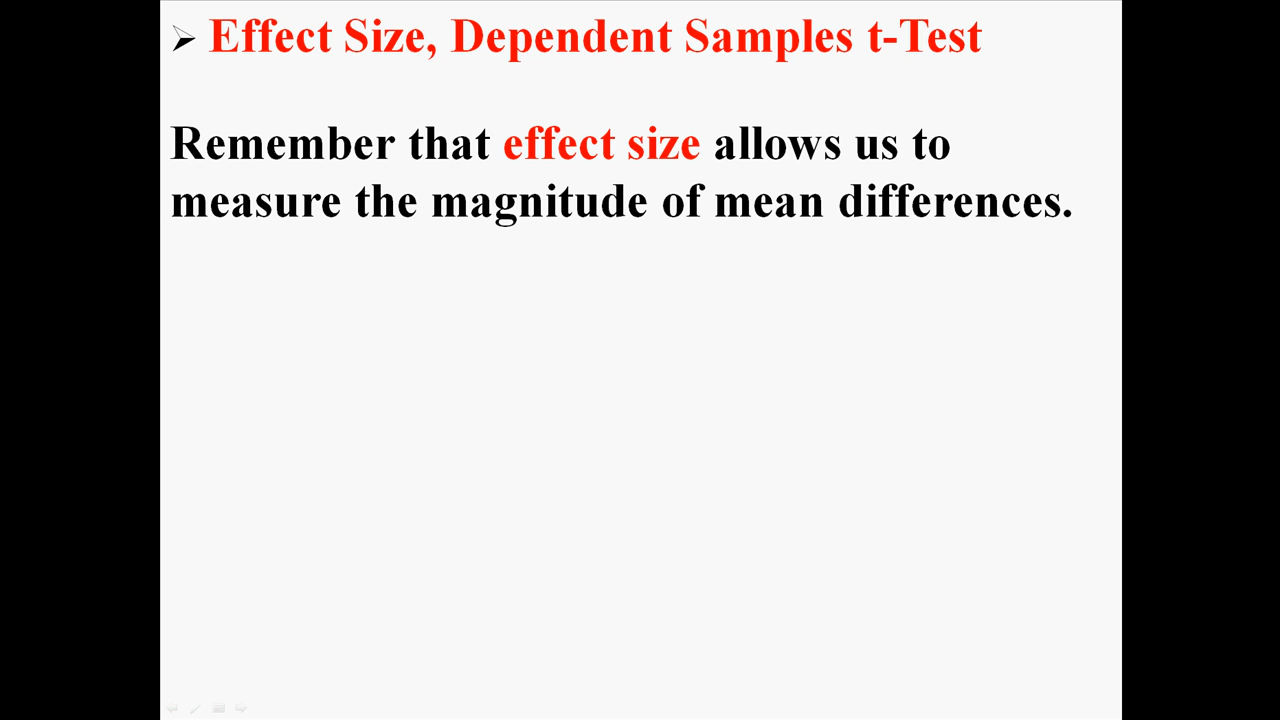 ➢ Effect Size, Dependent Samples t-Test
Remember that effect size allows us to
measure the magnitude of mean differences.